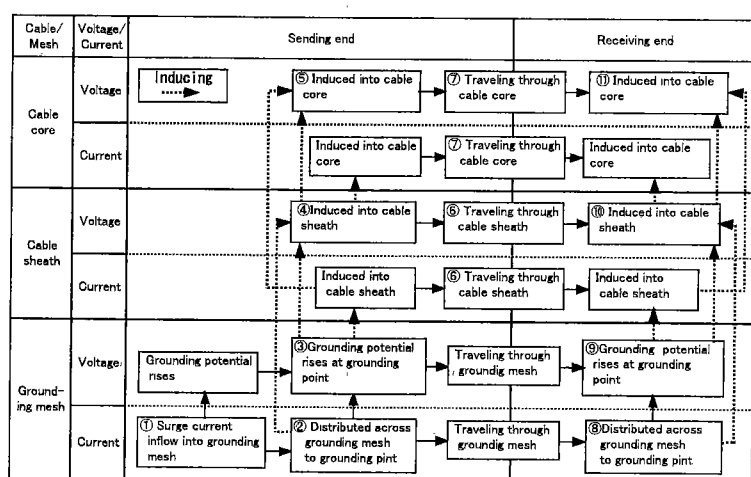 Cable/
Mesh
Voltage/
Current
Sending end
Receiving end
Cable
core
Voltage
Inducing
⑤ Induced into cable
core
⑦ Traveling through
cable core
⑪ Induced into cable
core
Current
Induced into cable
core
⑦ Traveling through
cable core
Induced into cable
core
Cable
sheath
Voltage
④Induced into cable
sheath
⑥ Traveling through
cable sheath
⑩ Induced into cable
sheath
Current
Induced into
cable sheath
⑥ Traveling through
cable sheath
Induced into
cable sheath
Ground-
ing mesh
Voltage
Grounding potential
rises
③Grounding potential
rises at grounding
point
Traveling through
groundig mesh
⑨Grounding potential
rises at grounding
point
Current
① Surge current
inflow into grounding
mesh
② Distributed across
grounding mesh
to grounding pint
Traveling through
groundig mesh
⑧Distributed across
grounding mesh
to grounding pint